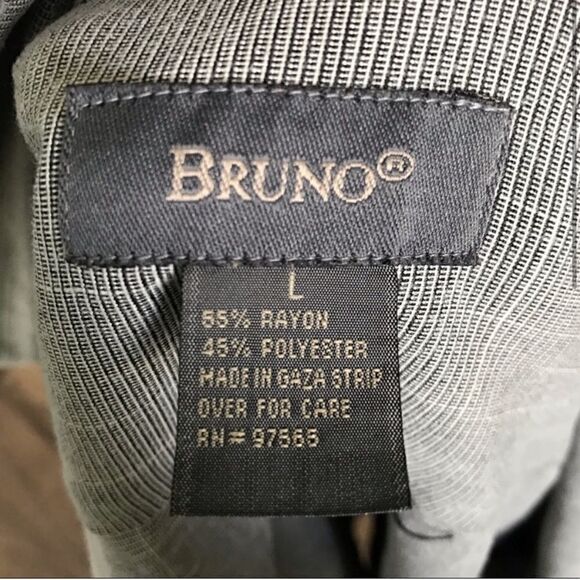 BRUNO®
L
55% RAYON
45% POLYESTER
MADE IN GAZA STRIP
OVER FOR CARE
RN# 97565